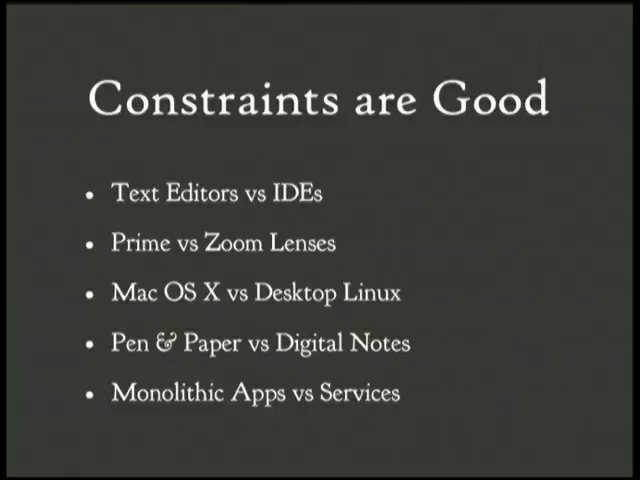 Constraints are Good
• Text Editors vs IDEs
• Prime vs Zoom Lenses
• Mac OS X vs Desktop Linux
• Pen & Paper vs Digital Notes
• Monolithic Apps vs Services